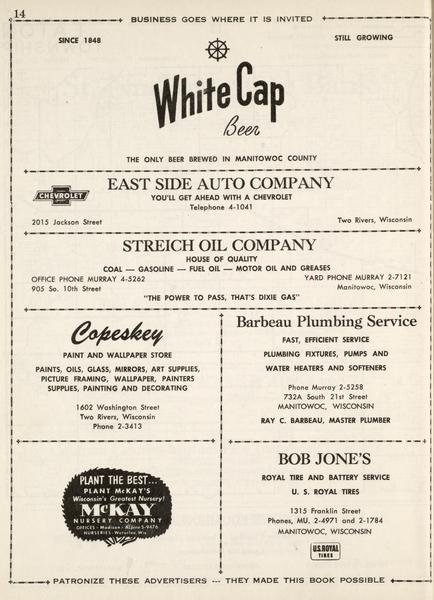 14
BUSINESS GOES WHERE IT IS INVITED
SINCE 1848
STILL GROWING
White Cap
Beer
THE ONLY BEER BREWED IN MANITOWOC COUNTY
CHEVROLET
EAST SIDE AUTO COMPANY
YOU'LL GET AHEAD WITH A CHEVROLET
Telephone 4-1041
2015 Jackson Street
Two Rivers, Wisconsin
STREICH OIL COMPANY
HOUSE OF QUALITY
COAL — GASOLINE — FUEL OIL — MOTOR OIL AND GREASES
OFFICE PHONE MURRAY 4-5262
YARD PHONE MURRAY 2-7121
905 So. 10th Street
Manitowoc, Wisconsin
"THE POWER TO PASS, THAT'S DIXIE GAS"
Copeskey
PAINT AND WALLPAPER STORE
PAINTS, OILS, GLASS, MIRRORS, ART SUPPLIES,
PICTURE FRAMING, WALLPAPER, PAINTERS
SUPPLIES, PAINTING AND DECORATING
1602 Washington Street
Two Rivers, Wisconsin
Phone 2-3413
Barbeau Plumbing Service
FAST, EFFICIENT SERVICE
PLUMBING FIXTURES, PUMPS AND
WATER HEATERS AND SOFTENERS
Phone Murray 2-5258
732A South 21st Street
MANITOWOC, WISCONSIN
RAY C. BARBEAU, MASTER PLUMBER
PLANT THE BEST...
PLANT McKAY'S
Wisconsin's Greatest Nursery!
McKAY
NURSERY COMPANY
OFFICES - Madison - Alpine 5-9476
NURSERIES - Waterloo, Wis.
BOB JONE'S
ROYAL TIRE AND BATTERY SERVICE
U. S. ROYAL TIRES
1315 Franklin Street
Phones, MU. 2-4971 and 2-1784
MANITOWOC, WISCONSIN
U.S. ROYAL
TIRES
PATRONIZE THESE ADVERTISERS --- THEY MADE THIS BOOK POSSIBLE